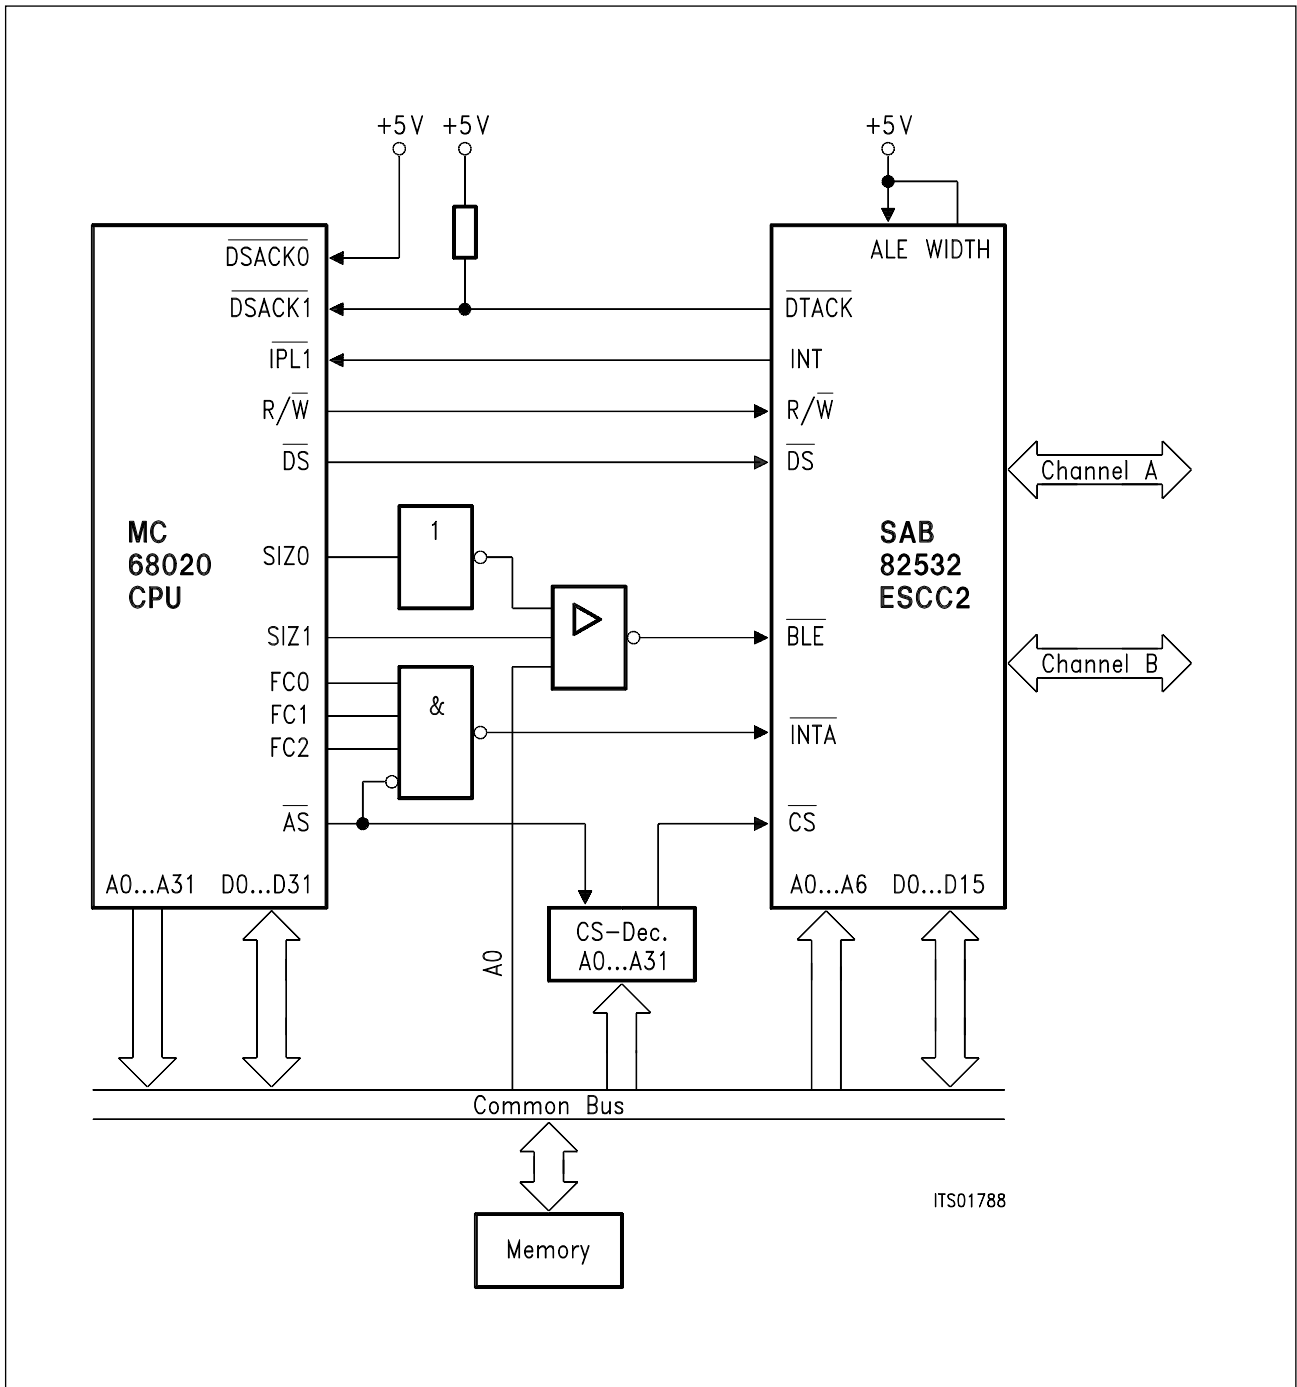 +5V +5V +5V
DSACK0
ALE WIDTH
DSACK1
DTACK
IPL1
INT
R/W
R/W
DS
DS
Channel A
1
MC
68020
CPU
SIZ0
SAB
82532
ESCC2
SIZ1
BLE
Channel B
FC0
FC1
FC2
&
INTA
AS
CS
A0...A31 D0...D31
A0...A6 D0...D15
CS-Dec.
A0...A31
A0
Common Bus
ITS01788
Memory